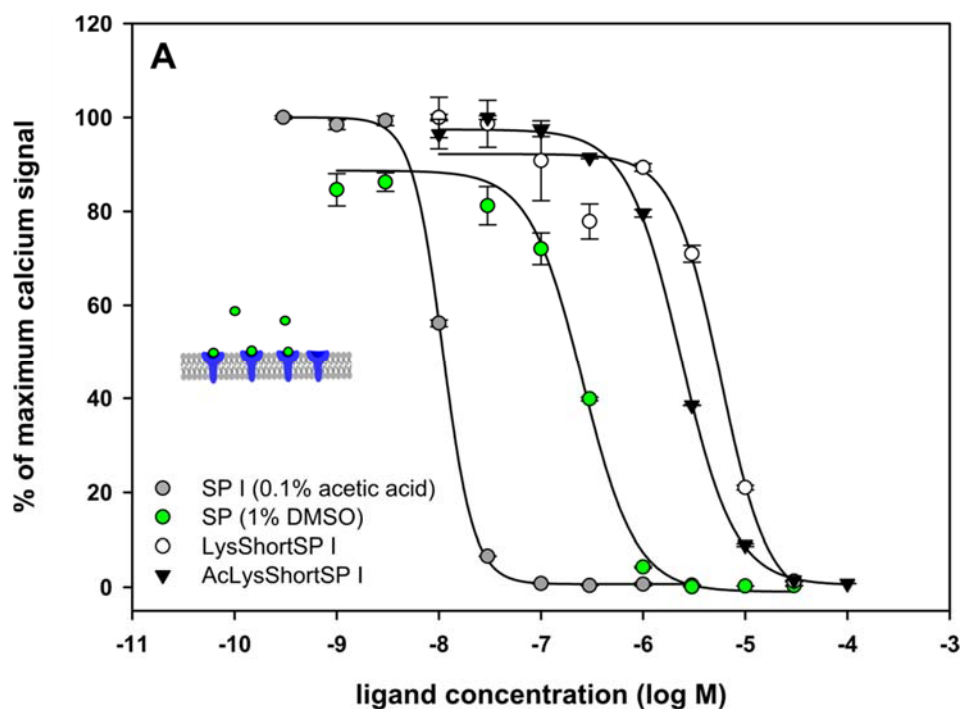 A
% of maximum calcium signal
120
100
80
60
40
20
0
SP I (0.1% acetic acid)
SP (1% DMSO)
LysShortSP I
AcLysShortSP I
-11
-10
-9
-8
-7
-6
-5
-4
-3
ligand concentration (log M)